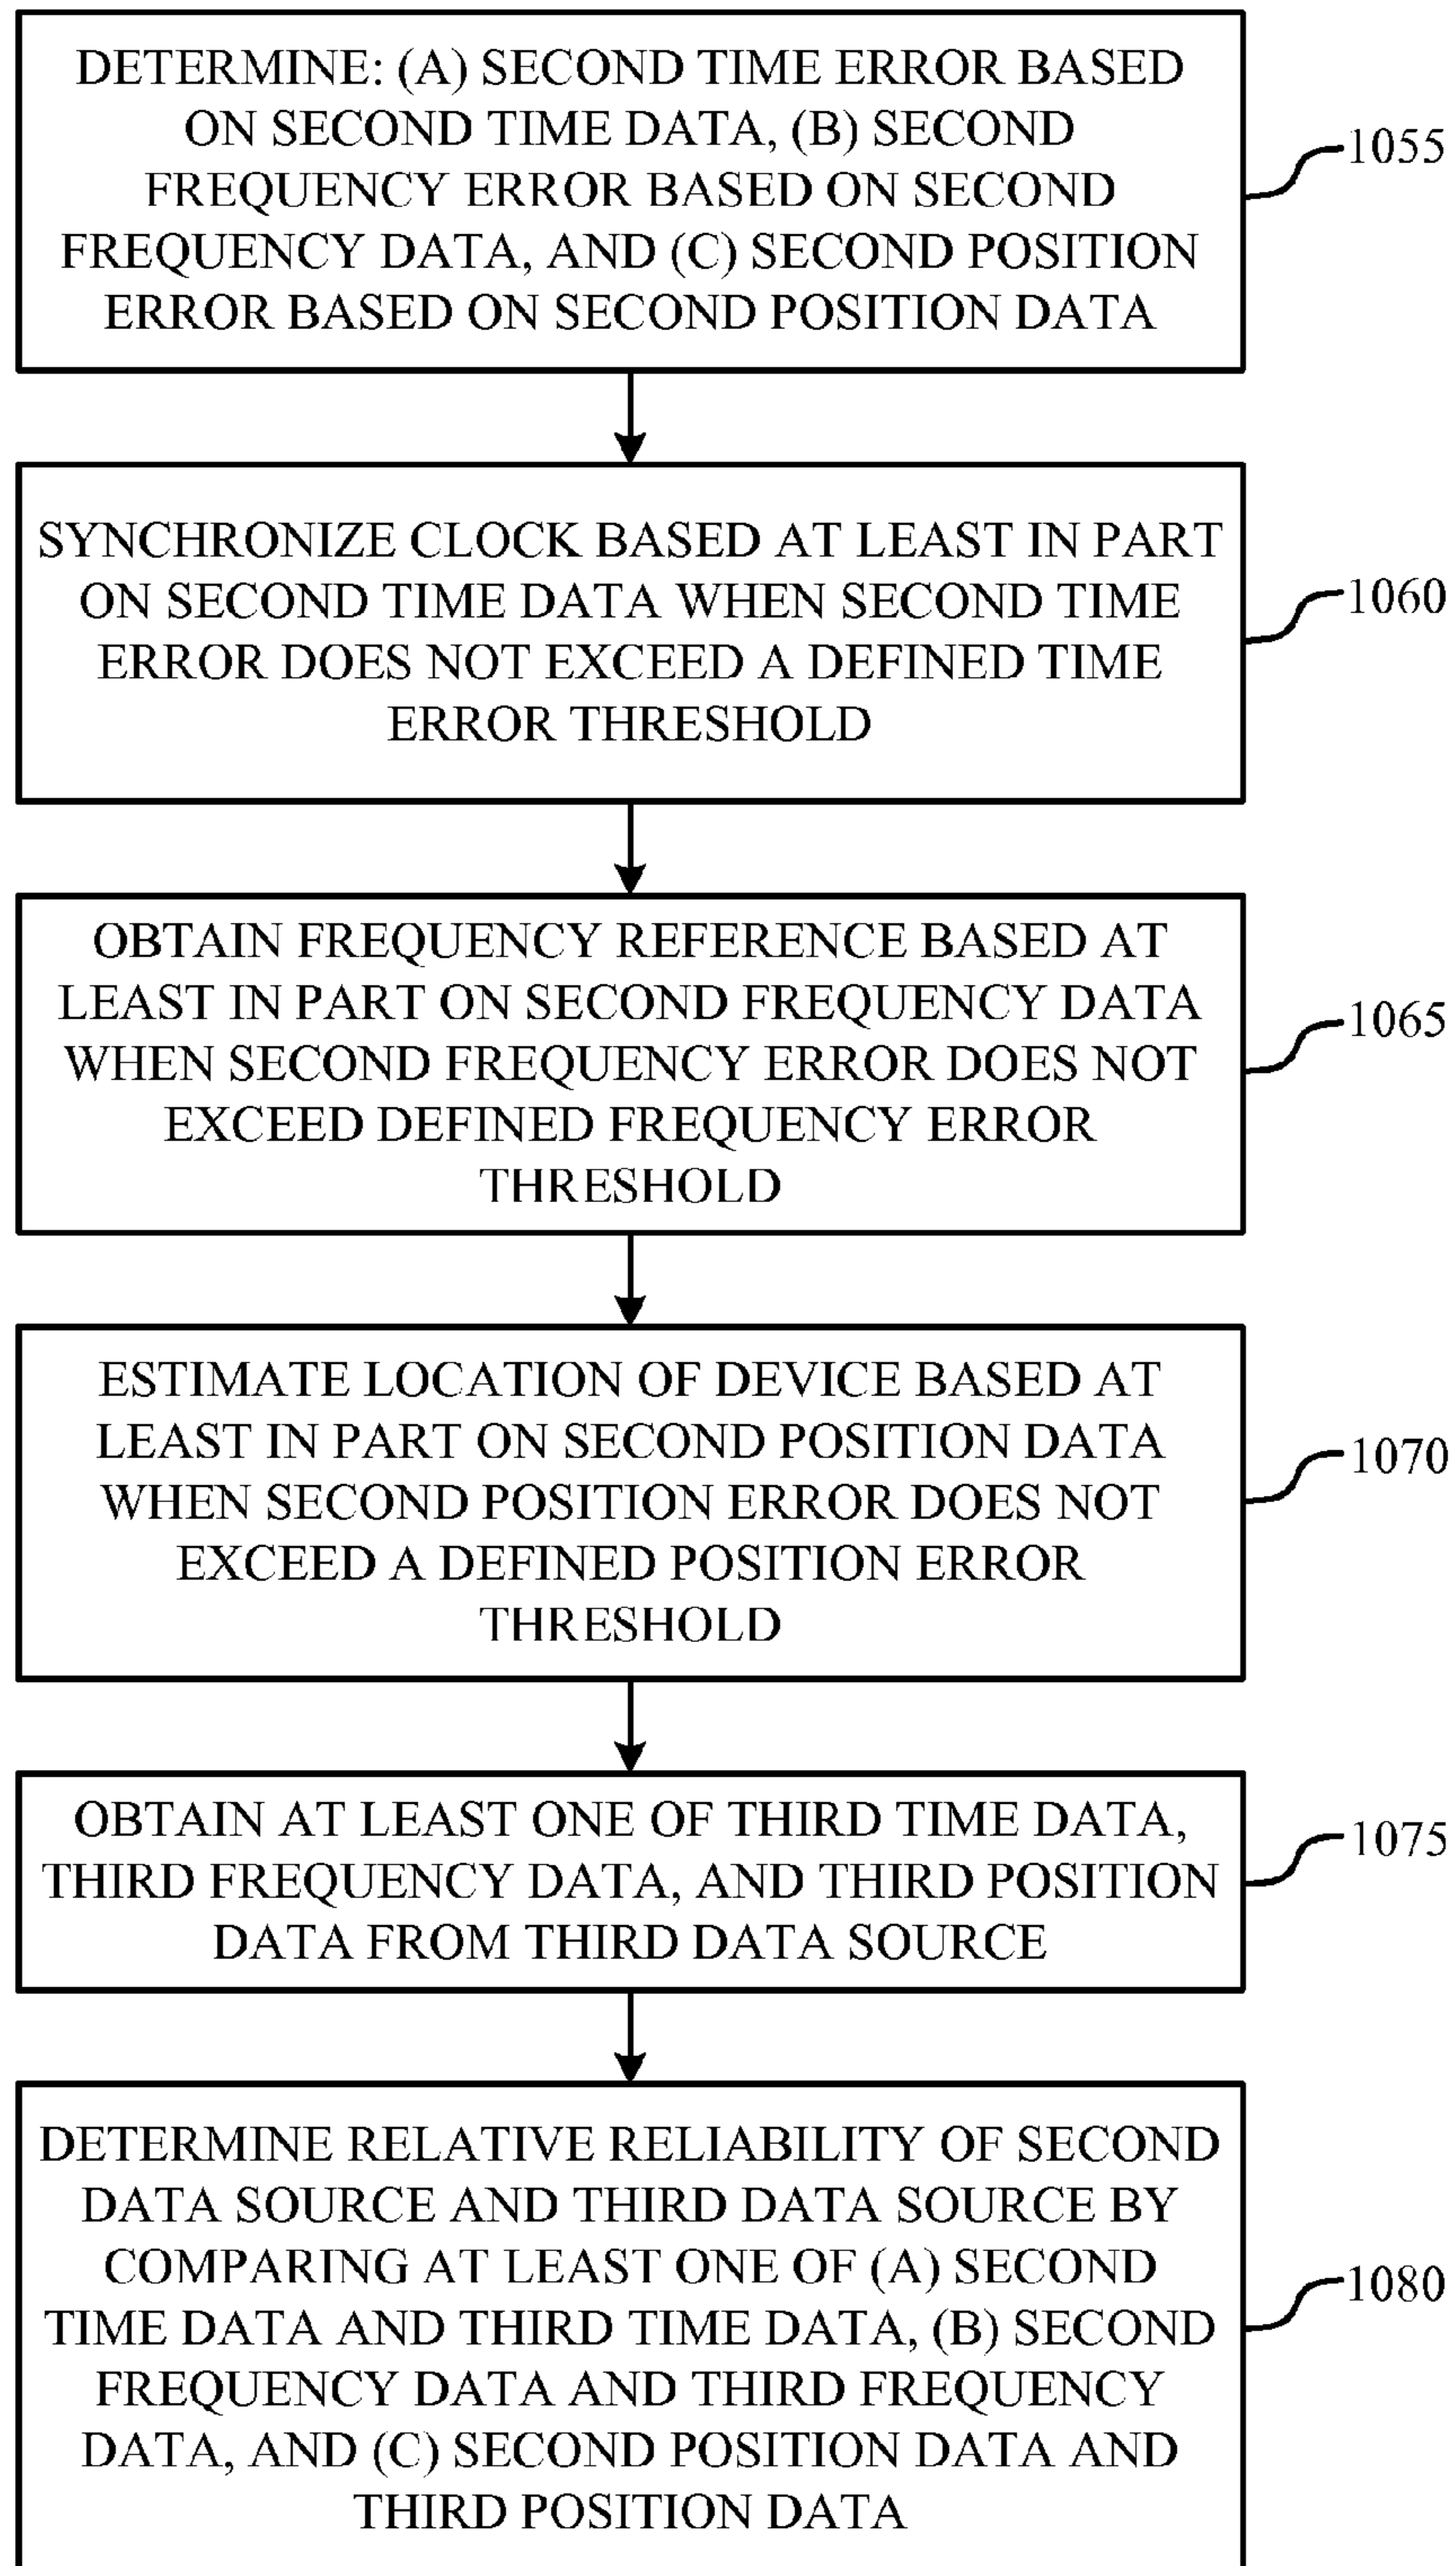 DETERMINE: (A) SECOND TIME ERROR BASED
ON SECOND TIME DATA, (B) SECOND
FREQUENCY ERROR BASED ON SECOND
FREQUENCY DATA, AND (C) SECOND POSITION
ERROR BASED ON SECOND POSITION DATA
1055
SYNCHRONIZE CLOCK BASED AT LEAST IN PART
ON SECOND TIME DATA WHEN SECOND TIME
ERROR DOES NOT EXCEED A DEFINED TIME
ERROR THRESHOLD
1060
OBTAIN FREQUENCY REFERENCE BASED AT
LEAST IN PART ON SECOND FREQUENCY DATA
WHEN SECOND FREQUENCY ERROR DOES NOT
EXCEED DEFINED FREQUENCY ERROR
THRESHOLD
1065
ESTIMATE LOCATION OF DEVICE BASED AT
LEAST IN PART ON SECOND POSITION DATA
WHEN SECOND POSITION ERROR DOES NOT
EXCEED A DEFINED POSITION ERROR
THRESHOLD
1070
OBTAIN AT LEAST ONE OF THIRD TIME DATA,
THIRD FREQUENCY DATA, AND THIRD POSITION
DATA FROM THIRD DATA SOURCE
1075
DETERMINE RELATIVE RELIABILITY OF SECOND
DATA SOURCE AND THIRD DATA SOURCE BY
COMPARING AT LEAST ONE OF (A) SECOND
TIME DATA AND THIRD TIME DATA, (B) SECOND
FREQUENCY DATA AND THIRD FREQUENCY
DATA, AND (C) SECOND POSITION DATA AND
THIRD POSITION DATA
1080